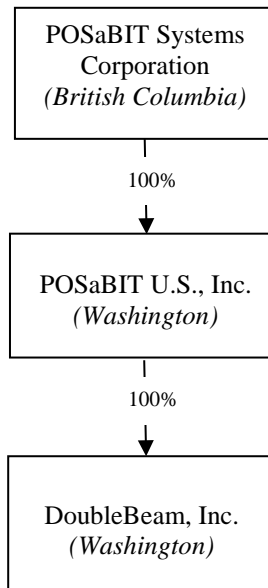 POSaBIT Systems
Corporation
(British Columbia)
100%
POSaBIT U.S., Inc.
(Washington)
100%
DoubleBeam, Inc.
(Washington)